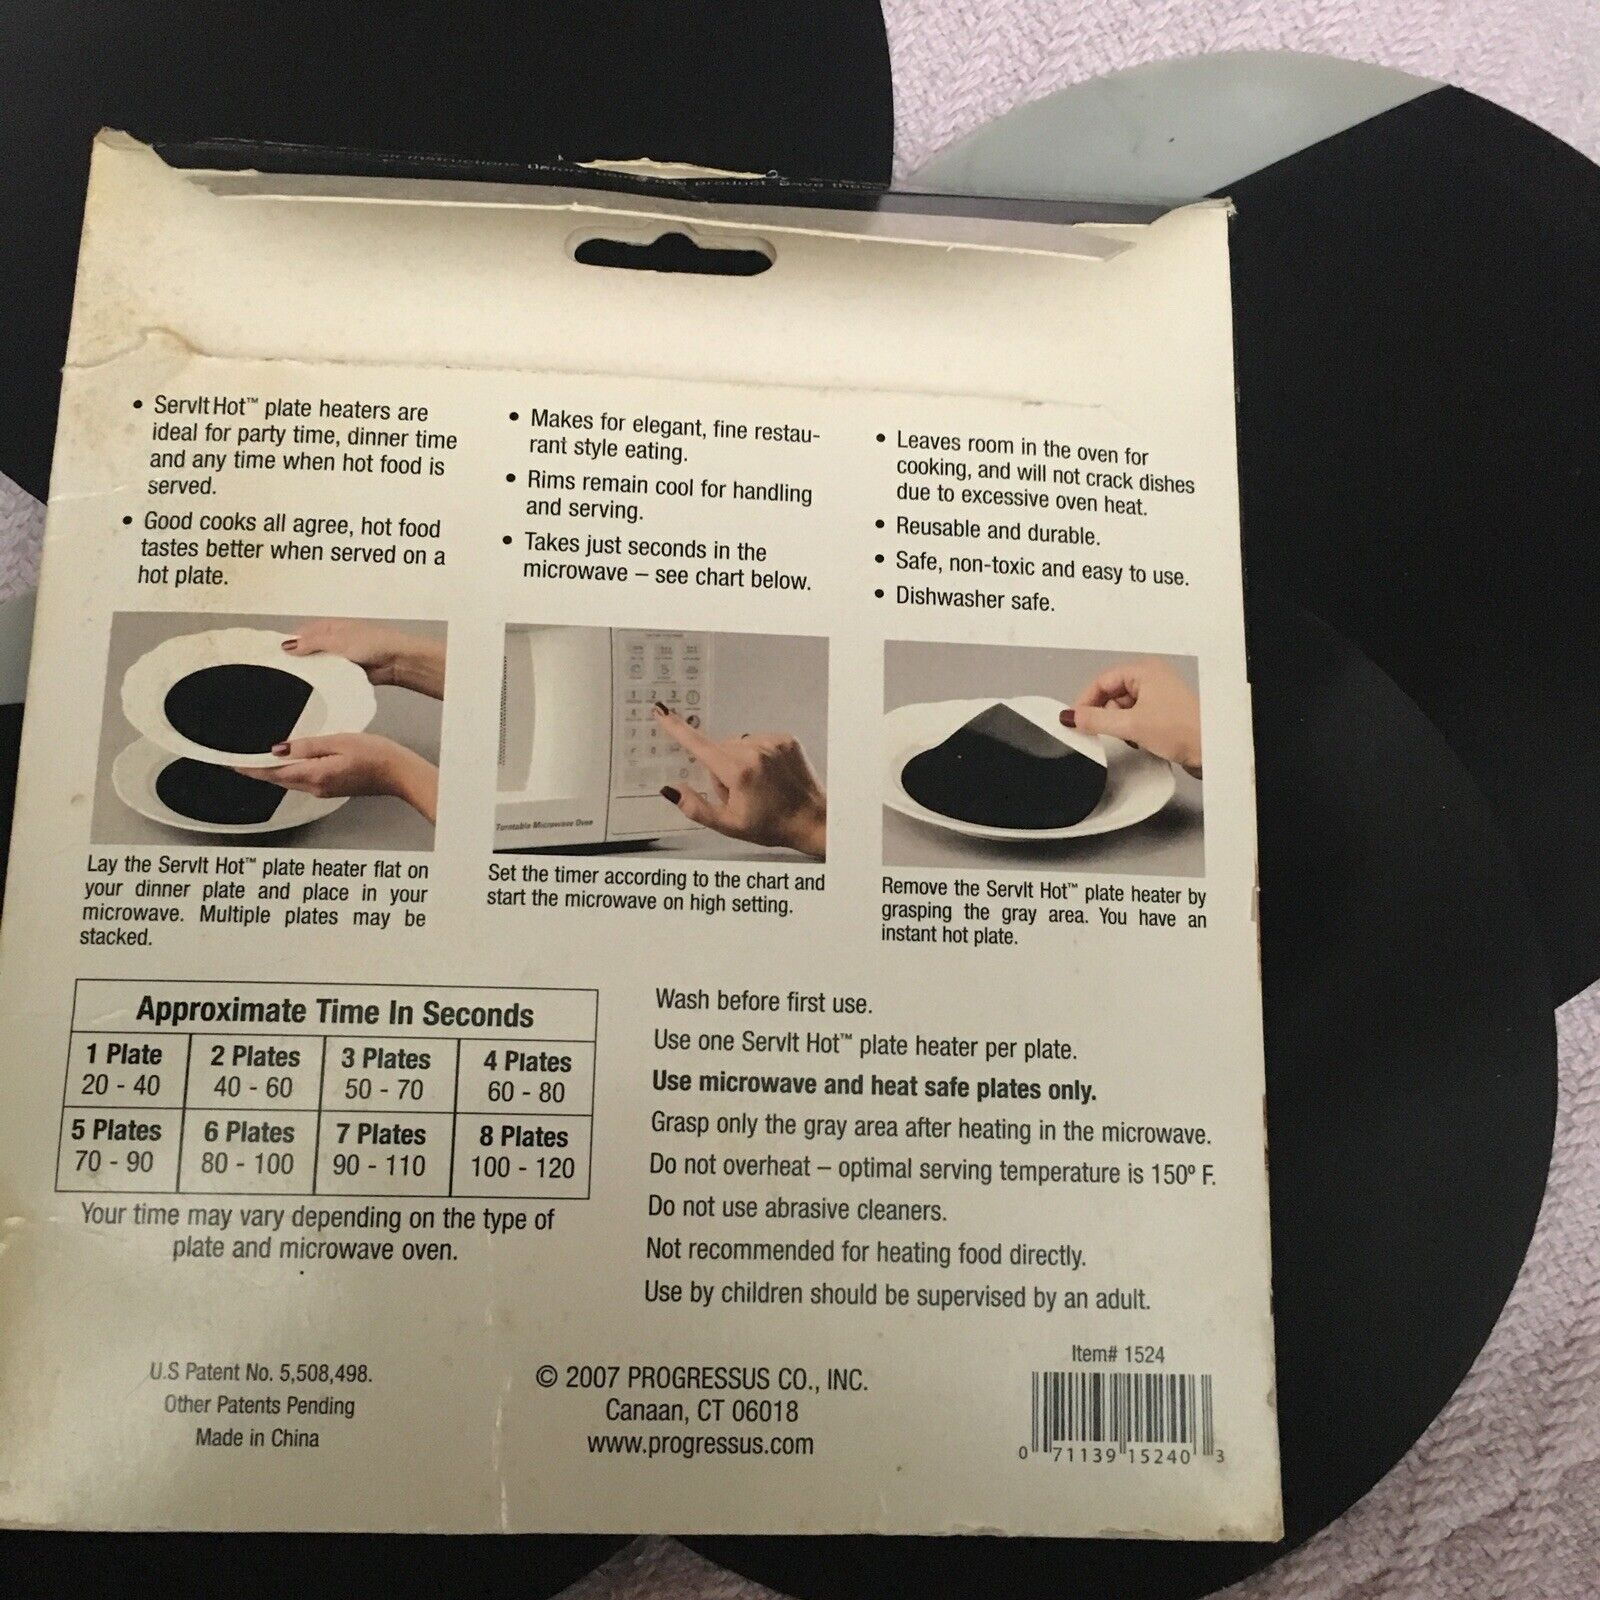 instructions Before using this product. Save these
• ServIt Hot™ plate heaters are
ideal for party time, dinner time
and any time when hot food is
served.
• Good cooks all agree, hot food
tastes better when served on a
hot plate.
• Makes for elegant, fine restau-
rant style eating.
• Rims remain cool for handling
and serving.
• Takes just seconds in the
microwave – see chart below.
• Leaves room in the oven for
cooking, and will not crack dishes
due to excessive oven heat.
• Reusable and durable.
• Safe, non-toxic and easy to use.
• Dishwasher safe.
Turntable Microwave Oven
Lay the ServIt Hot™ plate heater flat on
your dinner plate and place in your
microwave. Multiple plates may be
stacked.
Set the timer according to the chart and
start the microwave on high setting.
Remove the ServIt Hot™ plate heater by
grasping the gray area. You have an
instant hot plate.
Approximate Time In Seconds
1 Plate 2 Plates 3 Plates 4 Plates
20 - 40 40 - 60 50 - 70 60 - 80
5 Plates 6 Plates 7 Plates 8 Plates
70 - 90 80 - 100 90 - 110 100 - 120
Your time may vary depending on the type of
plate and microwave oven.
Wash before first use.
Use one ServIt Hot™ plate heater per plate.
Use microwave and heat safe plates only.
Grasp only the gray area after heating in the microwave.
Do not overheat – optimal serving temperature is 150º F.
Do not use abrasive cleaners.
Not recommended for heating food directly.
Use by children should be supervised by an adult.
U.S Patent No. 5,508,498.
Other Patents Pending
Made in China
© 2007 PROGRESSUS CO., INC.
Canaan, CT 06018
www.progressus.com
Item# 1524
0 71139 15240 3